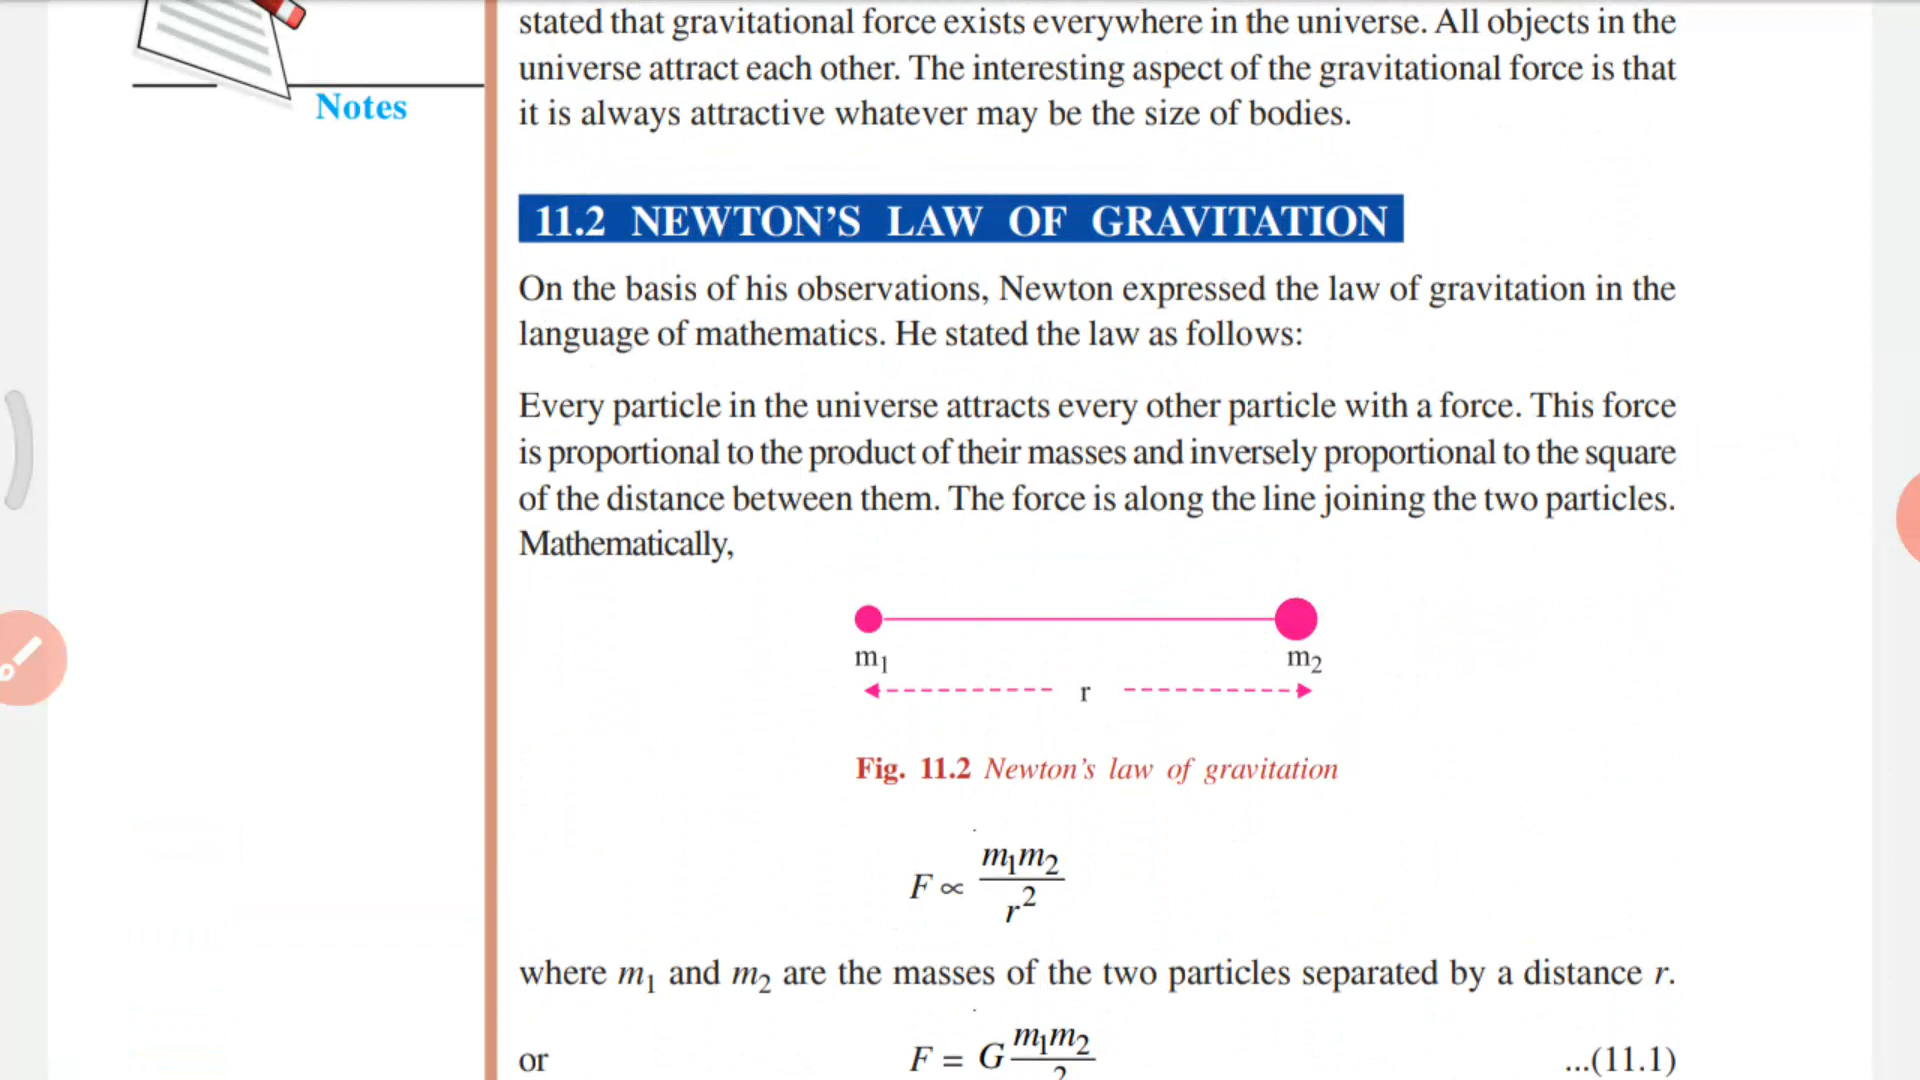 stated that gravitational force exists everywhere in the universe. All objects in the
universe attract each other. The interesting aspect of the gravitational force is that
it is always attractive whatever may be the size of bodies.
Notes
11.2 NEWTON’S LAW OF GRAVITATION
On the basis of his observations, Newton expressed the law of gravitation in the
language of mathematics. He stated the law as follows:
Every particle in the universe attracts every other particle with a force. This force
is proportional to the product of their masses and inversely proportional to the square
of the distance between them. The force is along the line joining the two particles.
Mathematically,
m₁ m₂
r
Fig. 11.2 Newton’s law of gravitation
F ∝ m₁m₂ / r²
where m₁ and m₂ are the masses of the two particles separated by a distance r.
or F = G m₁m₂ / 2 ...(11.1)